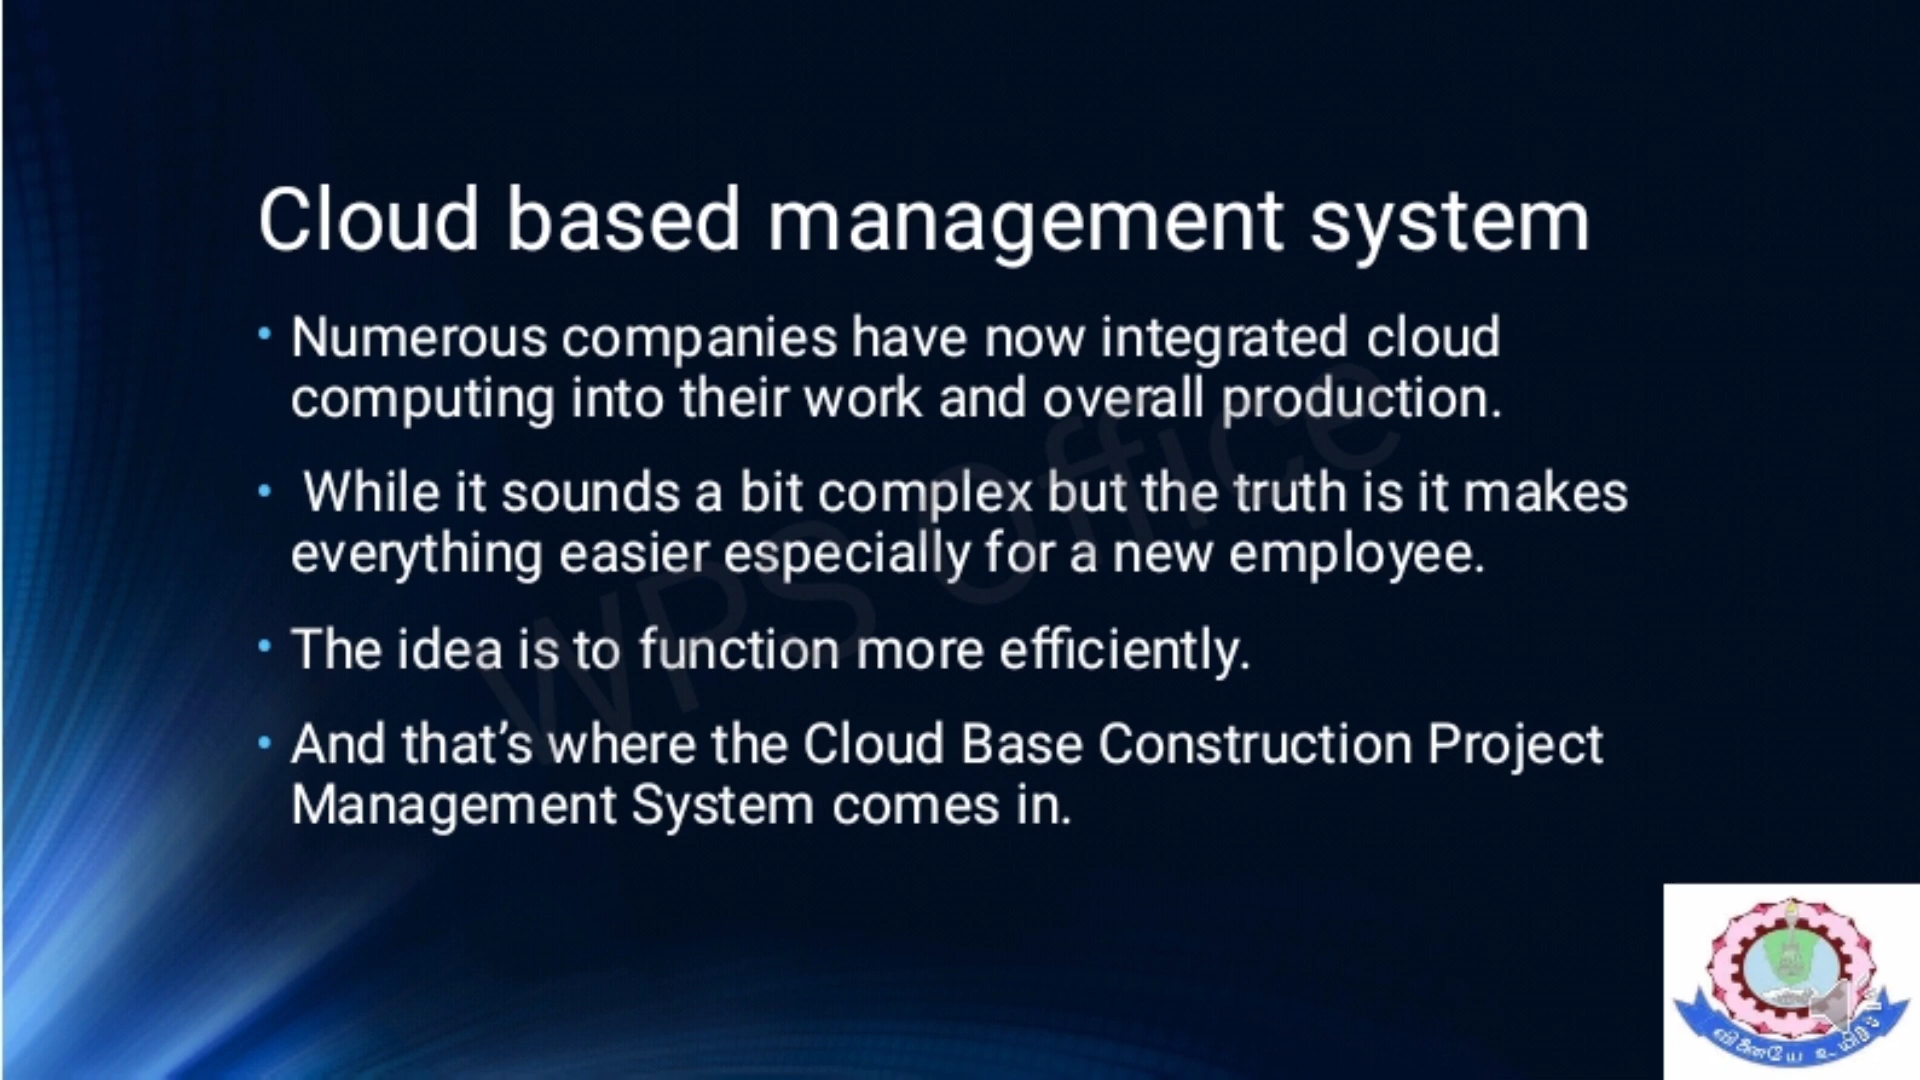 Cloud based management system
• Numerous companies have now integrated cloud
computing into their work and overall production.
• While it sounds a bit complex but the truth is it makes
everything easier especially for a new employee.
• The idea is to function more efficiently.
• And that’s where the Cloud Base Construction Project
Management System comes in.
WPS Office
வினையே உயிர்